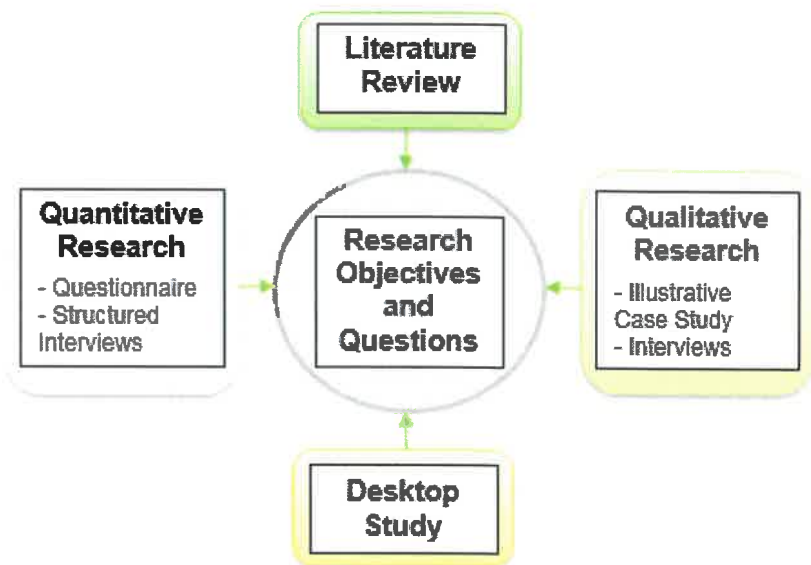 Literature
Review
Quantitative
Research
- Questionnaire
- Structured
Interviews
Research
Objectives
and
Questions
Qualitative
Research
- Illustrative
Case Study
- Interviews
Desktop
Study